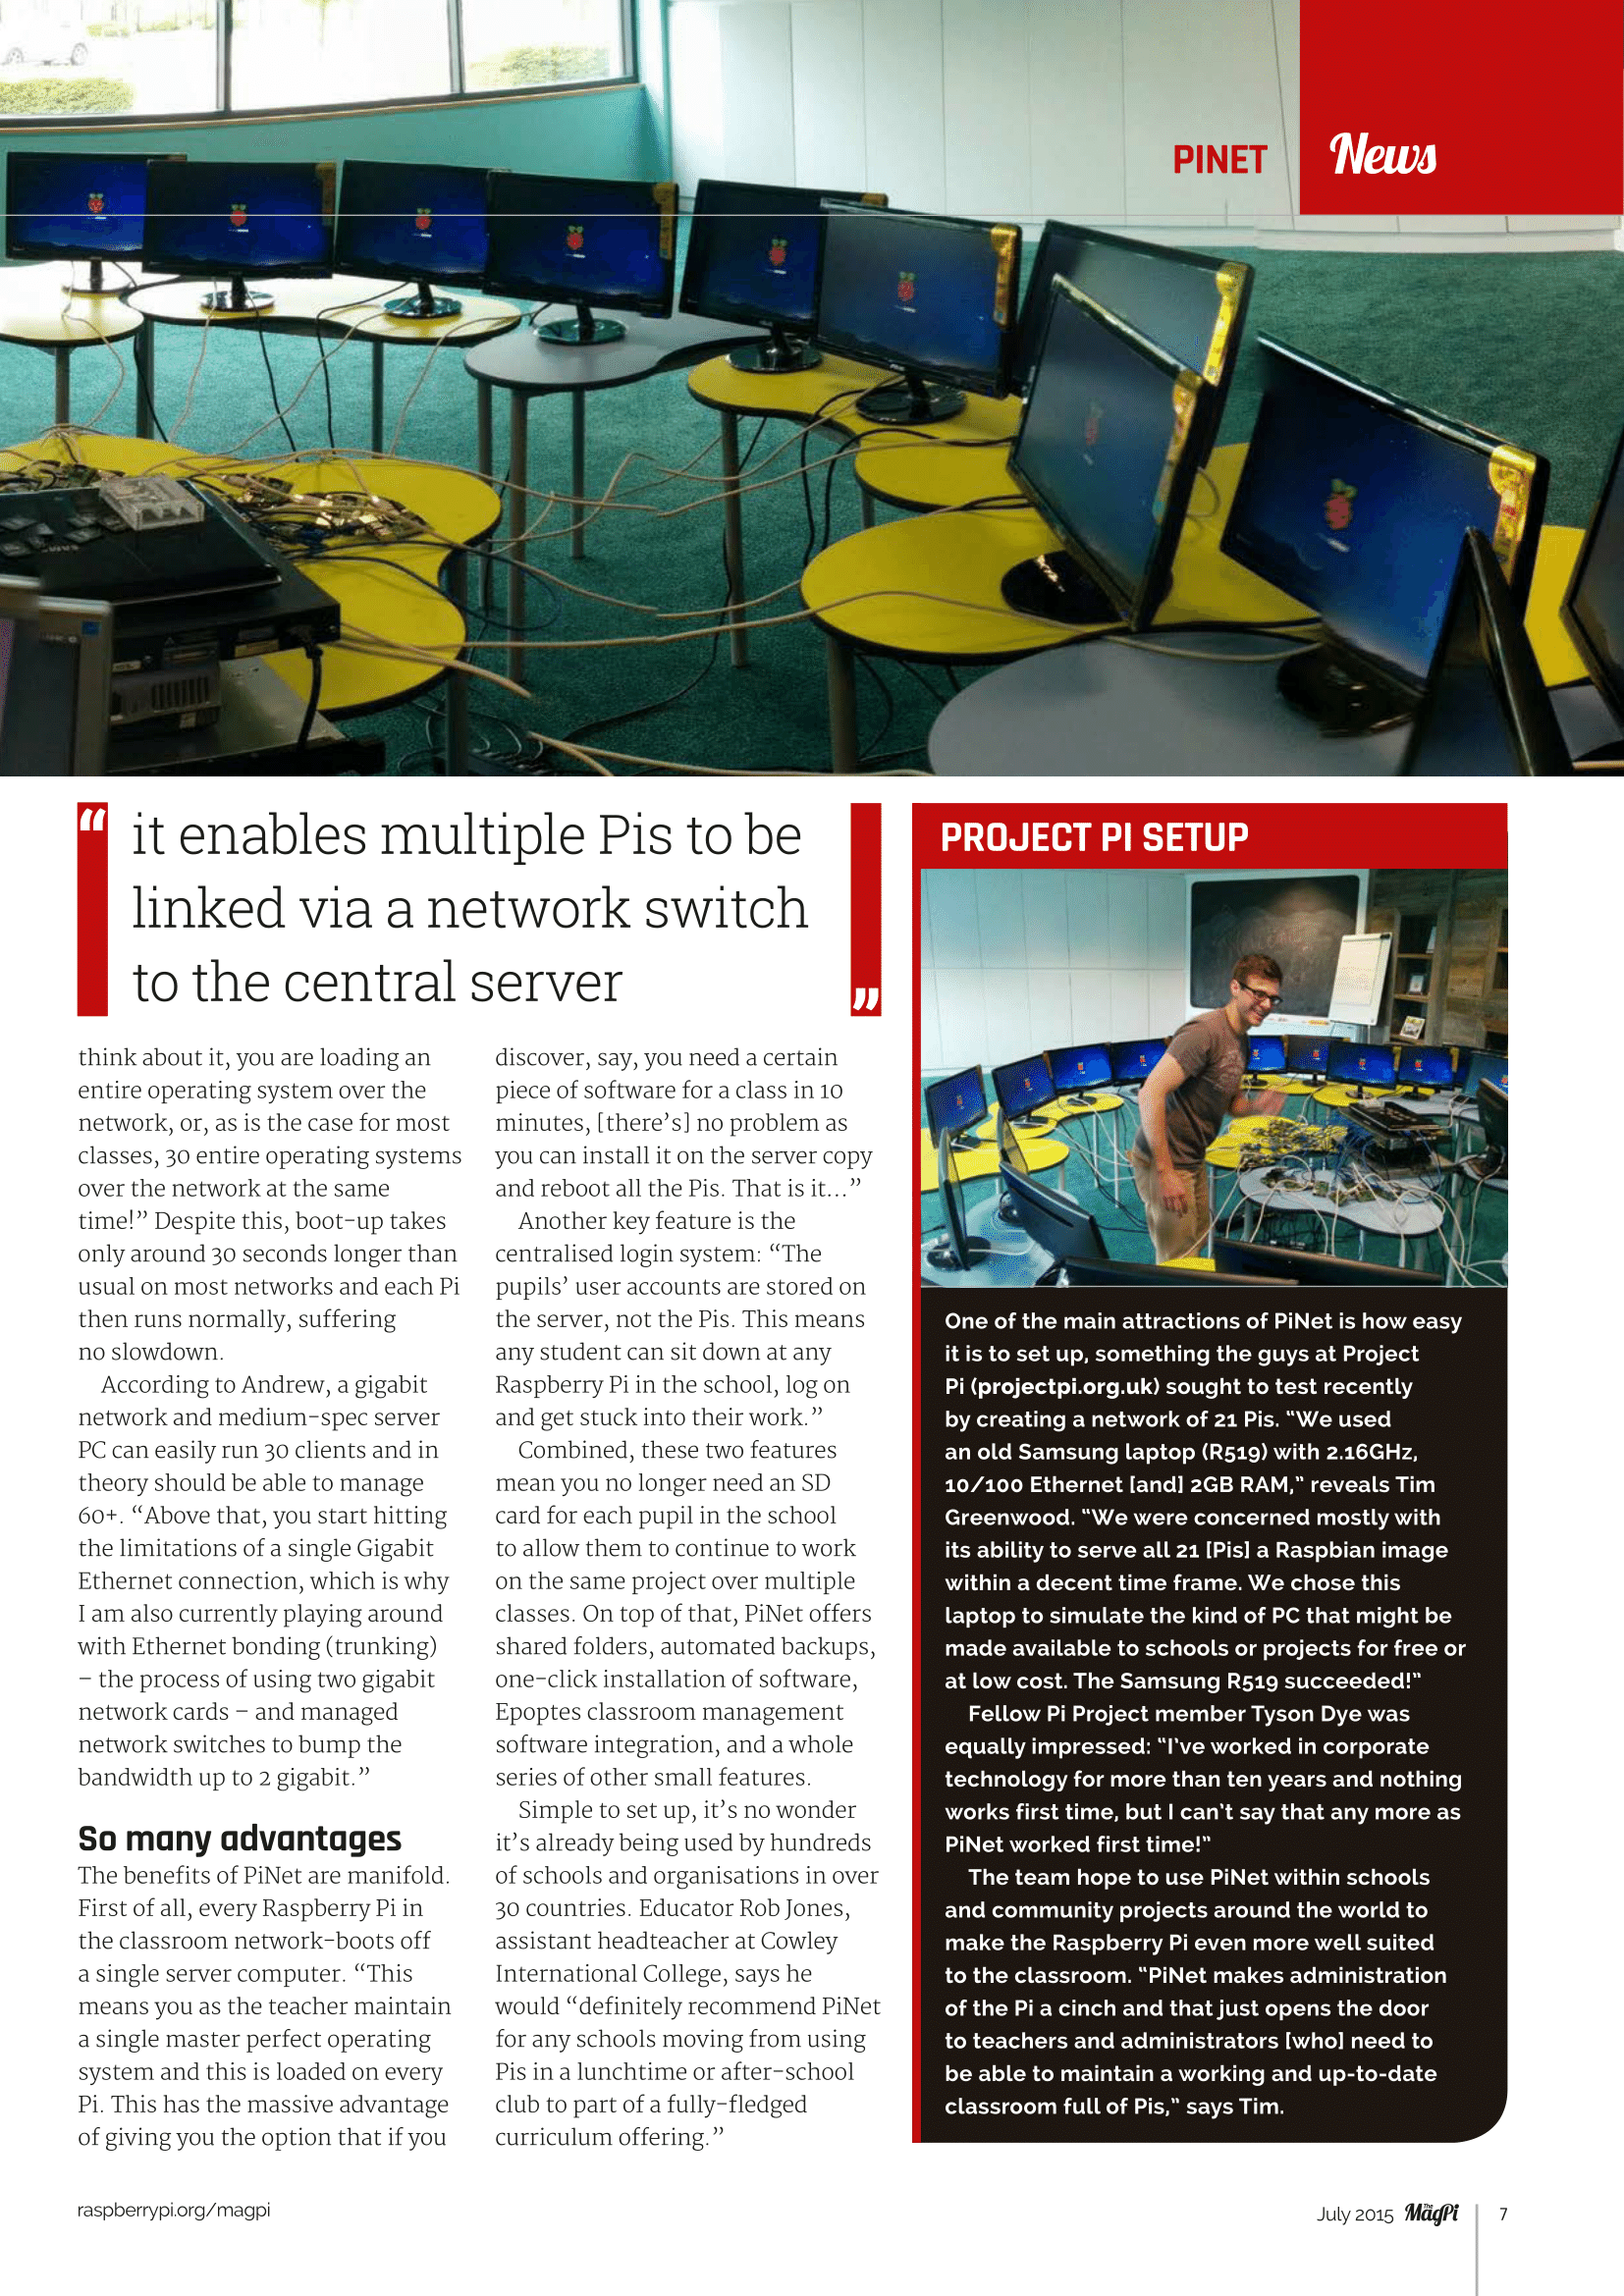 PINET
News
“
it enables multiple Pis to be
linked via a network switch
to the central server
”
think about it, you are loading an
entire operating system over the
network, or, as is the case for most
classes, 30 entire operating systems
over the network at the same
time!” Despite this, boot-up takes
only around 30 seconds longer than
usual on most networks and each Pi
then runs normally, suffering
no slowdown.
According to Andrew, a gigabit
network and medium-spec server
PC can easily run 30 clients and in
theory should be able to manage
60+. “Above that, you start hitting
the limitations of a single Gigabit
Ethernet connection, which is why
I am also currently playing around
with Ethernet bonding (trunking)
– the process of using two gigabit
network cards – and managed
network switches to bump the
bandwidth up to 2 gigabit.”
So many advantages
The benefits of PiNet are manifold.
First of all, every Raspberry Pi in
the classroom network-boots off
a single server computer. “This
means you as the teacher maintain
a single master perfect operating
system and this is loaded on every
Pi. This has the massive advantage
of giving you the option that if you
discover, say, you need a certain
piece of software for a class in 10
minutes, [there’s] no problem as
you can install it on the server copy
and reboot all the Pis. That is it...”
Another key feature is the
centralised login system: “The
pupils’ user accounts are stored on
the server, not the Pis. This means
any student can sit down at any
Raspberry Pi in the school, log on
and get stuck into their work.”
Combined, these two features
mean you no longer need an SD
card for each pupil in the school
to allow them to continue to work
on the same project over multiple
classes. On top of that, PiNet offers
shared folders, automated backups,
one-click installation of software,
Epoptes classroom management
software integration, and a whole
series of other small features.
Simple to set up, it’s no wonder
it’s already being used by hundreds
of schools and organisations in over
30 countries. Educator Rob Jones,
assistant headteacher at Cowley
International College, says he
would “definitely recommend PiNet
for any schools moving from using
Pis in a lunchtime or after-school
club to part of a fully-fledged
curriculum offering.”
PROJECT PI SETUP
One of the main attractions of PiNet is how easy
it is to set up, something the guys at Project
Pi (projectpi.org.uk) sought to test recently
by creating a network of 21 Pis. “We used
an old Samsung laptop (R519) with 2.16GHz,
10/100 Ethernet [and] 2GB RAM,” reveals Tim
Greenwood. “We were concerned mostly with
its ability to serve all 21 [Pis] a Raspbian image
within a decent time frame. We chose this
laptop to simulate the kind of PC that might be
made available to schools or projects for free or
at low cost. The Samsung R519 succeeded!”
Fellow Pi Project member Tyson Dye was
equally impressed: “I’ve worked in corporate
technology for more than ten years and nothing
works first time, but I can’t say that any more as
PiNet worked first time!”
The team hope to use PiNet within schools
and community projects around the world to
make the Raspberry Pi even more well suited
to the classroom. “PiNet makes administration
of the Pi a cinch and that just opens the door
to teachers and administrators [who] need to
be able to maintain a working and up-to-date
classroom full of Pis,” says Tim.
raspberrypi.org/magpi
July 2015 The MagPi 7